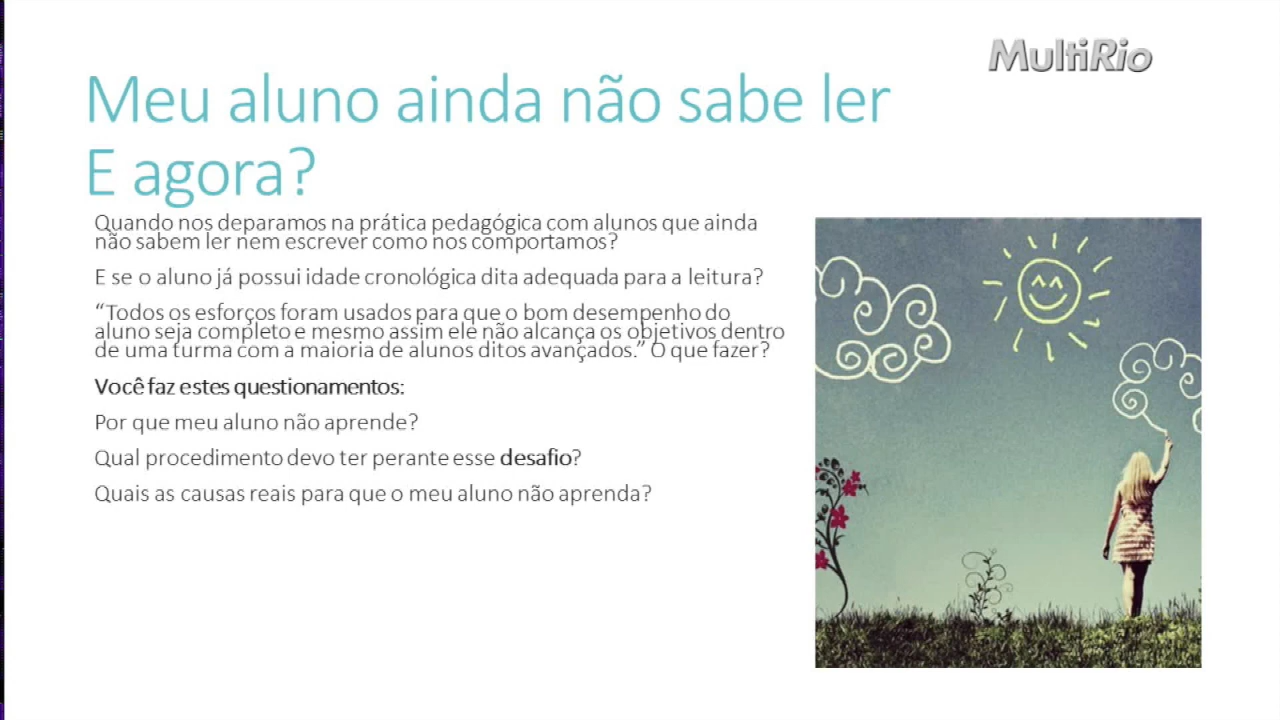 MultiRio
Meu aluno ainda não sabe ler
E agora?
Quando nos deparamos na prática pedagógica com alunos que ainda
não sabem ler nem escrever como nos comportamos?
E se o aluno já possui idade cronológica dita adequada para a leitura?
“Todos os esforços foram usados para que o bom desempenho do
aluno seja completo e mesmo assim ele não alcança os objetivos dentro
de uma turma com a maioria de alunos ditos avançados.” O que fazer?
Você faz estes questionamentos:
Por que meu aluno não aprende?
Qual procedimento devo ter perante esse desafio?
Quais as causas reais para que o meu aluno não aprenda?